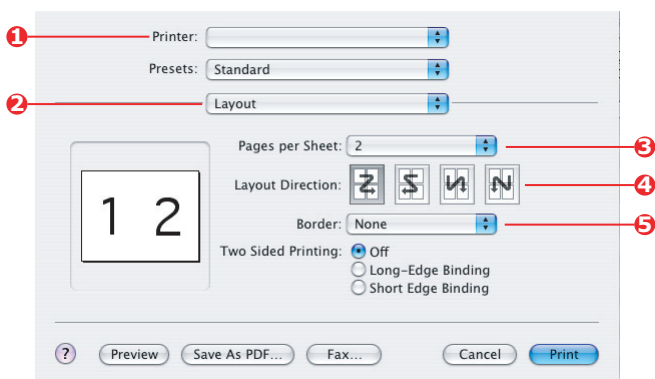 1 Printer:
Presets: Standard
2 Layout
Pages per Sheet: 2 3
Layout Direction: 4
Border: None 5
1 2
Two Sided Printing: Off
Long-Edge Binding
Short Edge Binding
? Preview Save As PDF... Fax... Cancel Print